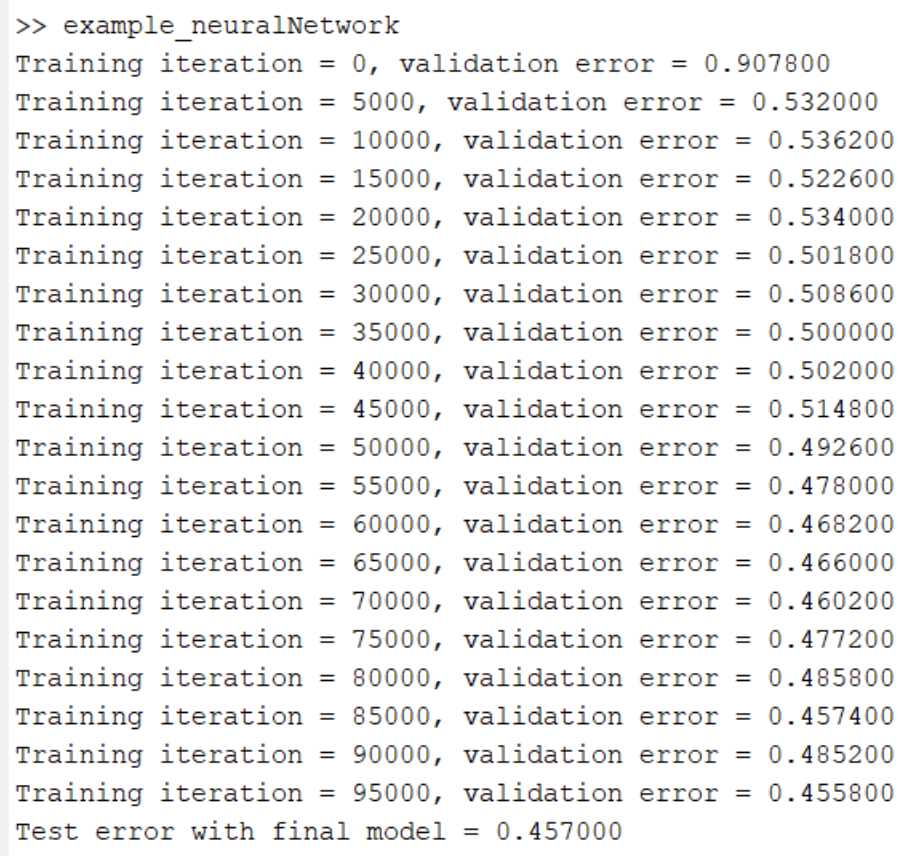 >> example_neuralNetwork
Training iteration = 0, validation error = 0.907800
Training iteration = 5000, validation error = 0.532000
Training iteration = 10000, validation error = 0.536200
Training iteration = 15000, validation error = 0.522600
Training iteration = 20000, validation error = 0.534000
Training iteration = 25000, validation error = 0.501800
Training iteration = 30000, validation error = 0.508600
Training iteration = 35000, validation error = 0.500000
Training iteration = 40000, validation error = 0.502000
Training iteration = 45000, validation error = 0.514800
Training iteration = 50000, validation error = 0.492600
Training iteration = 55000, validation error = 0.478000
Training iteration = 60000, validation error = 0.468200
Training iteration = 65000, validation error = 0.466000
Training iteration = 70000, validation error = 0.460200
Training iteration = 75000, validation error = 0.477200
Training iteration = 80000, validation error = 0.485800
Training iteration = 85000, validation error = 0.457400
Training iteration = 90000, validation error = 0.485200
Training iteration = 95000, validation error = 0.455800
Test error with final model = 0.457000